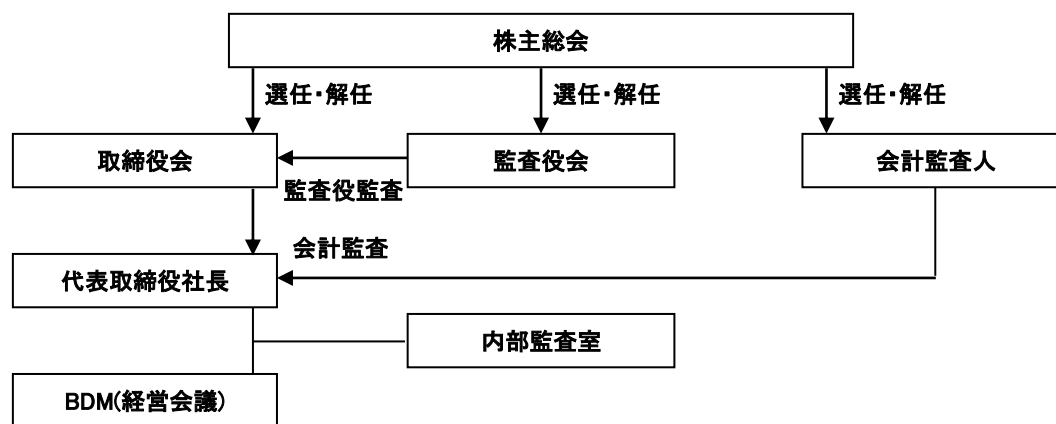 株主総会
選任・解任
選任・解任
選任・解任
取締役会
監査役会
会計監査人
監査役監査
会計監査
代表取締役社長
内部監査室
BDM(経営会議)